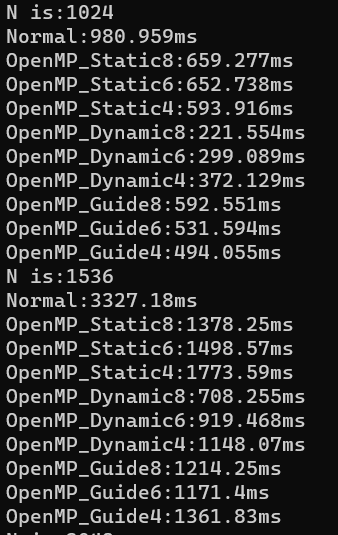 N is:1024
Normal:980.959ms
OpenMP_Static8:659.277ms
OpenMP_Static6:652.738ms
OpenMP_Static4:593.916ms
OpenMP_Dynamic8:221.554ms
OpenMP_Dynamic6:299.089ms
OpenMP_Dynamic4:372.129ms
OpenMP_Guide8:592.551ms
OpenMP_Guide6:531.594ms
OpenMP_Guide4:494.055ms
N is:1536
Normal:3327.18ms
OpenMP_Static8:1378.25ms
OpenMP_Static6:1498.57ms
OpenMP_Static4:1773.59ms
OpenMP_Dynamic8:708.255ms
OpenMP_Dynamic6:919.468ms
OpenMP_Dynamic4:1148.07ms
OpenMP_Guide8:1214.25ms
OpenMP_Guide6:1171.4ms
OpenMP_Guide4:1361.83ms